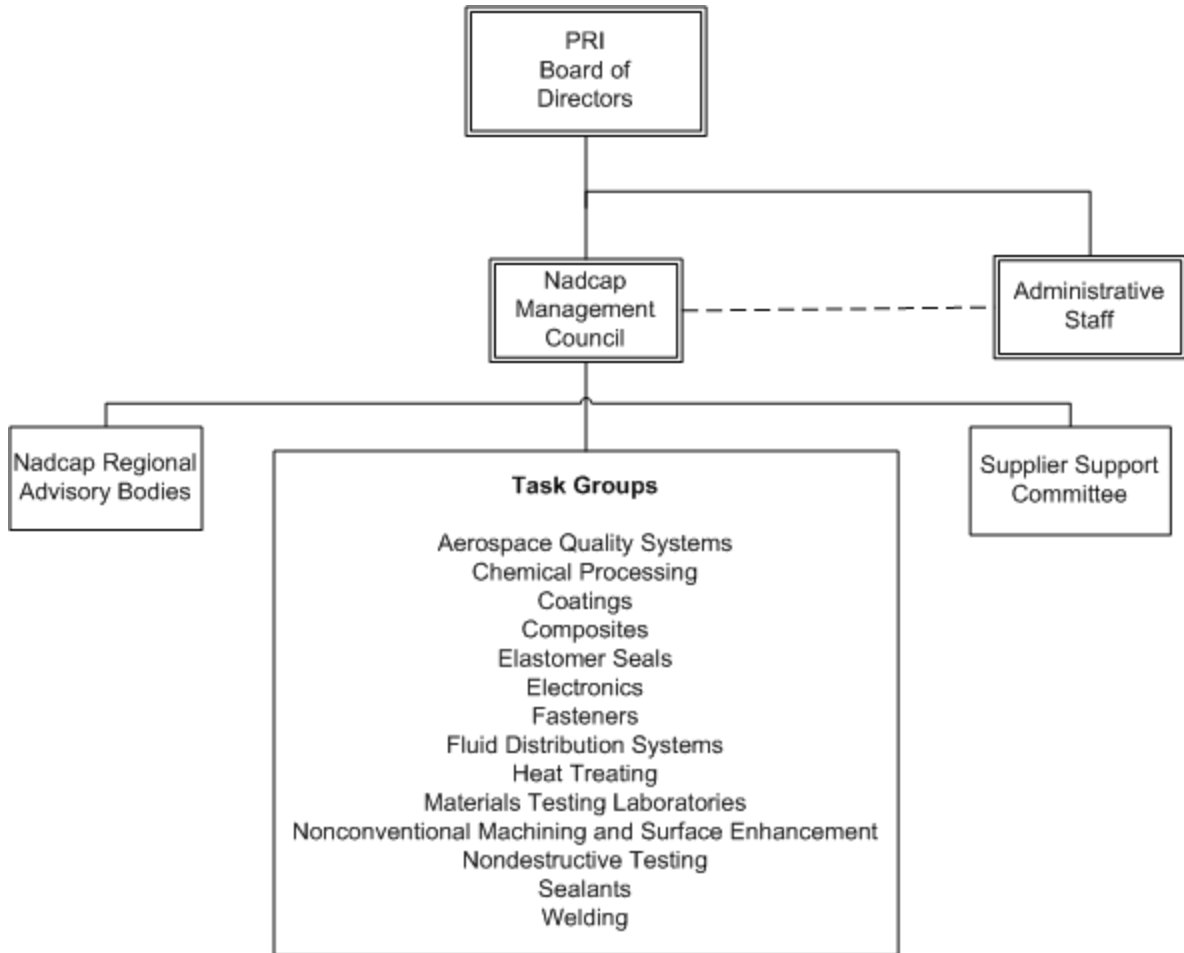 PRI
Board of
Directors
Nadcap
Management
Council
Administrative
Staff
Nadcap Regional
Advisory Bodies
Task Groups
Aerospace Quality Systems
Chemical Processing
Coatings
Composites
Elastomer Seals
Electronics
Fasteners
Fluid Distribution Systems
Heat Treating
Materials Testing Laboratories
Nonconventional Machining and Surface Enhancement
Nondestructive Testing
Sealants
Welding
Supplier Support
Committee